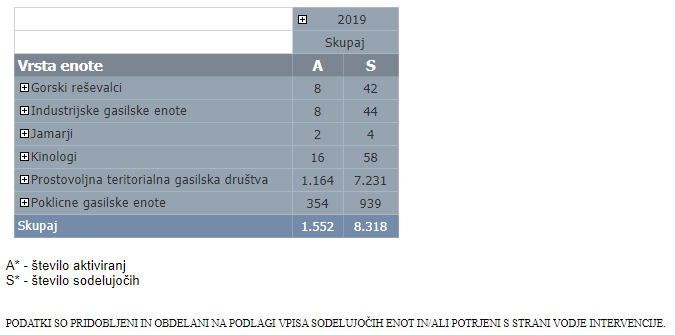 2019
Skupaj
Vrsta enote A S
Gorski reševalci 8 42
Industrijske gasilske enote 8 44
Jamarji 2 4
Kinologi 16 58
Prostovoljna teritorialna gasilska društva 1.164 7.231
Poklicne gasilske enote 354 939
Skupaj 1.552 8.318
A* - število aktiviranj
S* - število sodelujočih
PODATKI SO PRIDOBLJENI IN OBDELANI NA PODLAGI VPISA SODELUJOČIH ENOT IN/ALI POTRJENI S STRANI VODJE INTERVENCIJE.